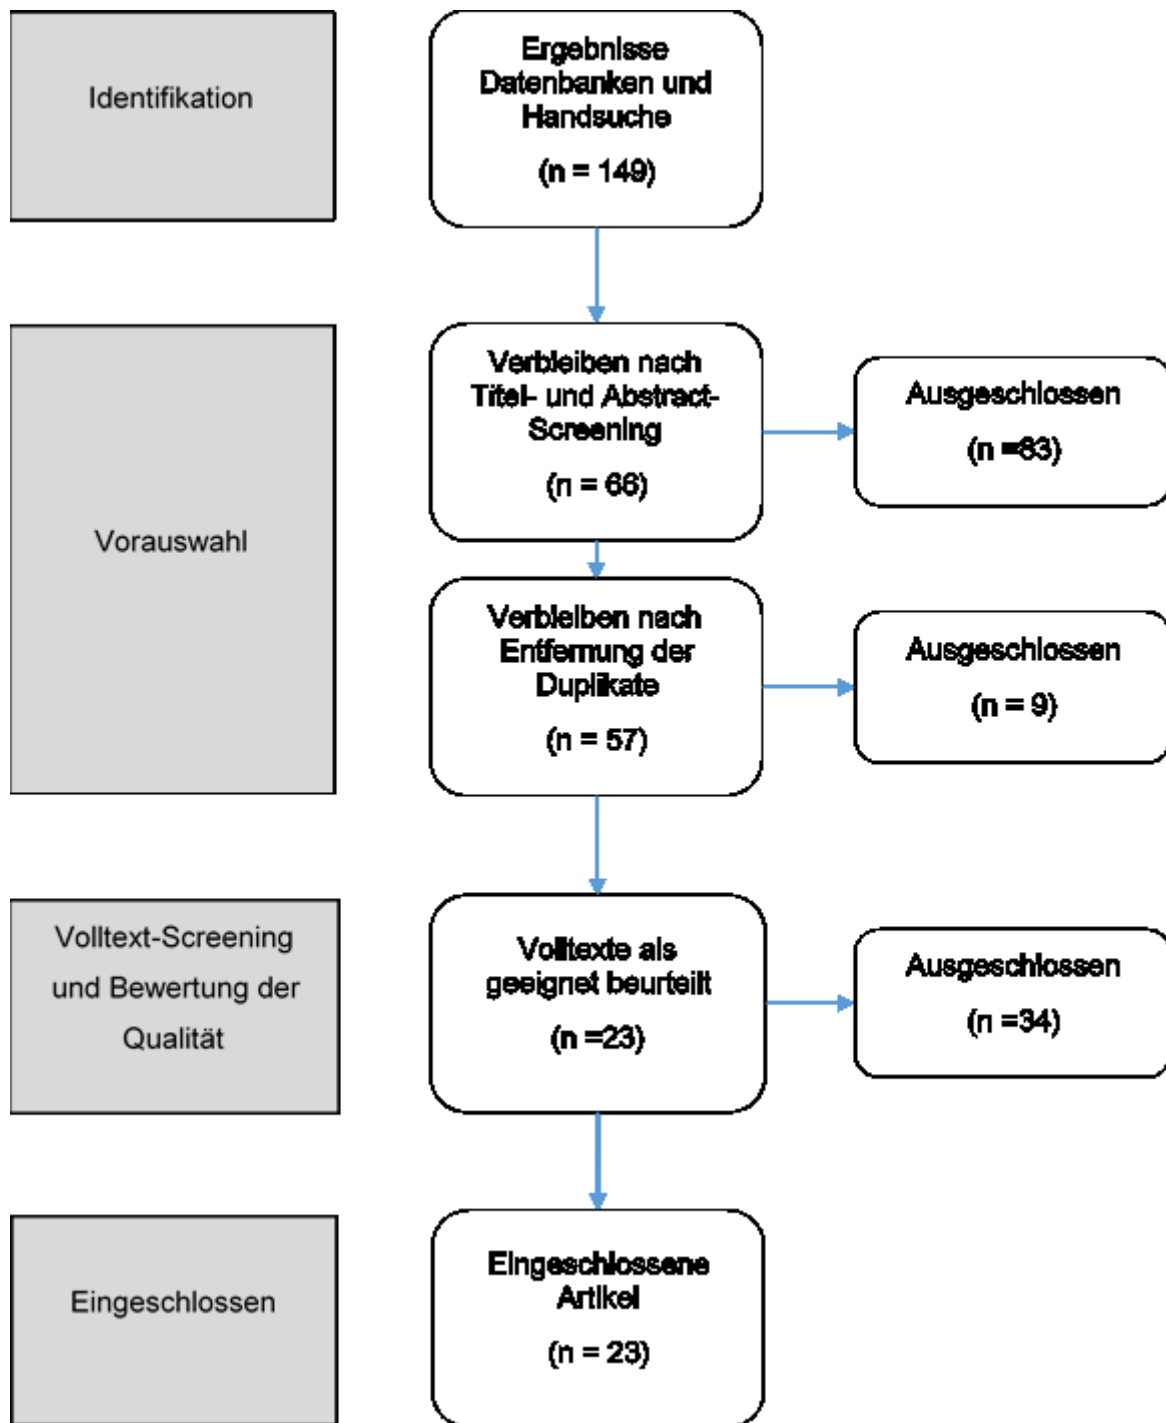 Identifikation
Ergebnisse
Datenbanken und
Handsuche
(n = 149)
Vorauswahl
Verbleiben nach
Titel- und Abstract-
Screening
(n = 66)
Ausgeschlossen
(n =83)
Verbleiben nach
Entfernung der
Duplikate
(n = 57)
Ausgeschlossen
(n = 9)
Volltext-Screening
und Bewertung der
Qualität
Volltexte als
geeignet beurteilt
(n =23)
Ausgeschlossen
(n =34)
Eingeschlossen
Eingeschlossene
Artikel
(n = 23)